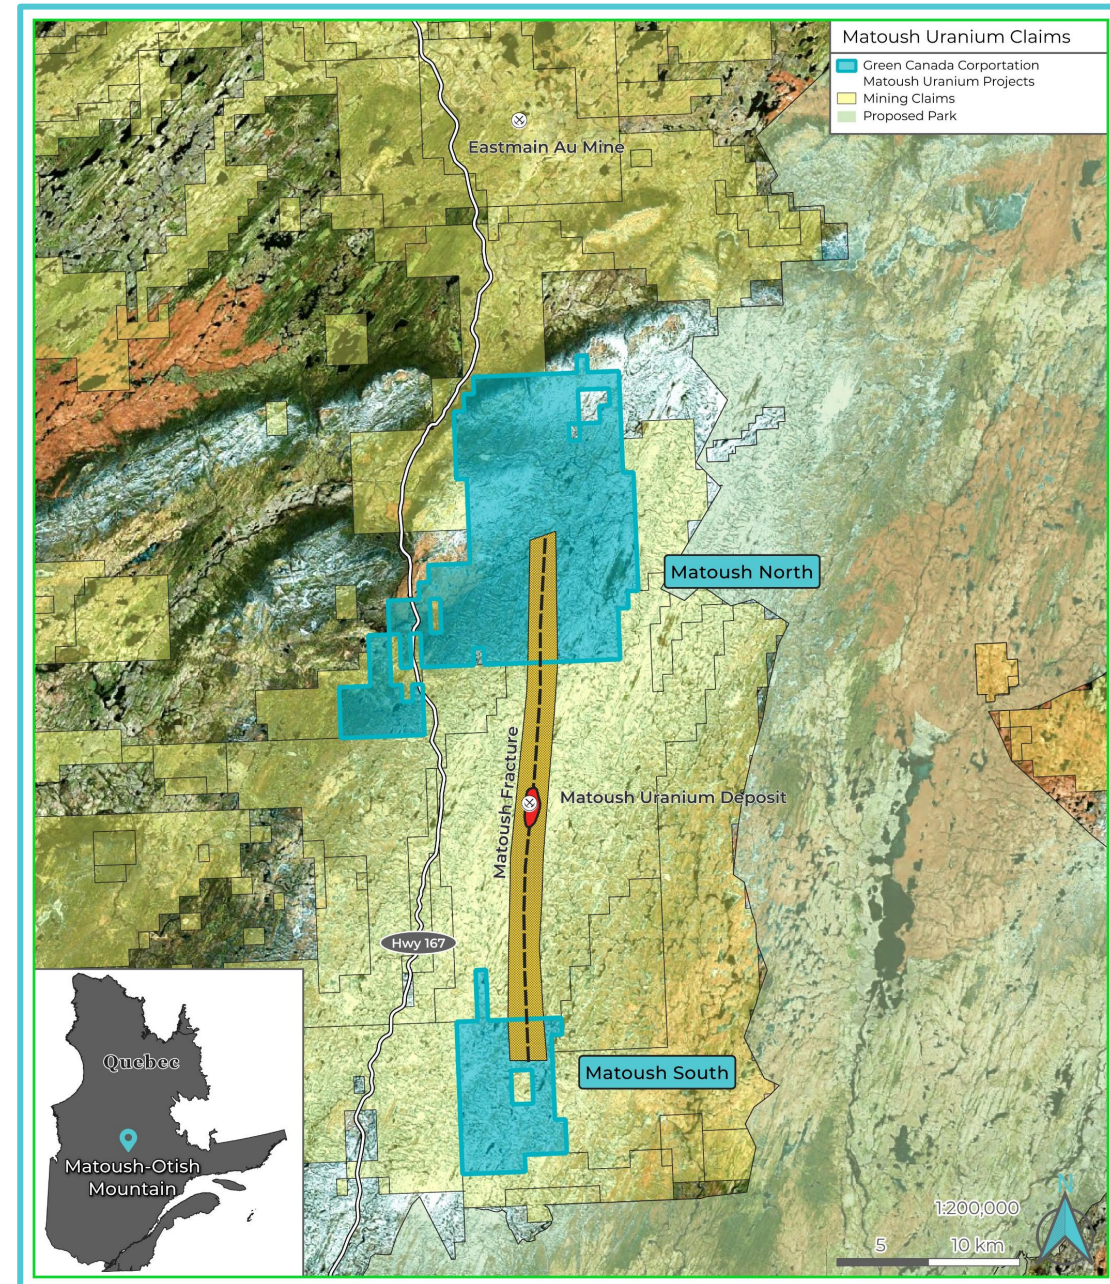 Matoush Uranium Claims
Green Canada Corportation
Matoush Uranium Projects
Mining Claims
Proposed Park
Eastmain Au Mine
Matoush North
Matoush Fracture
Matoush Uranium Deposit
Hwy 167
Matoush South
Quebec
Matoush-Otish
Mountain
N
1:200,000
5 10 km